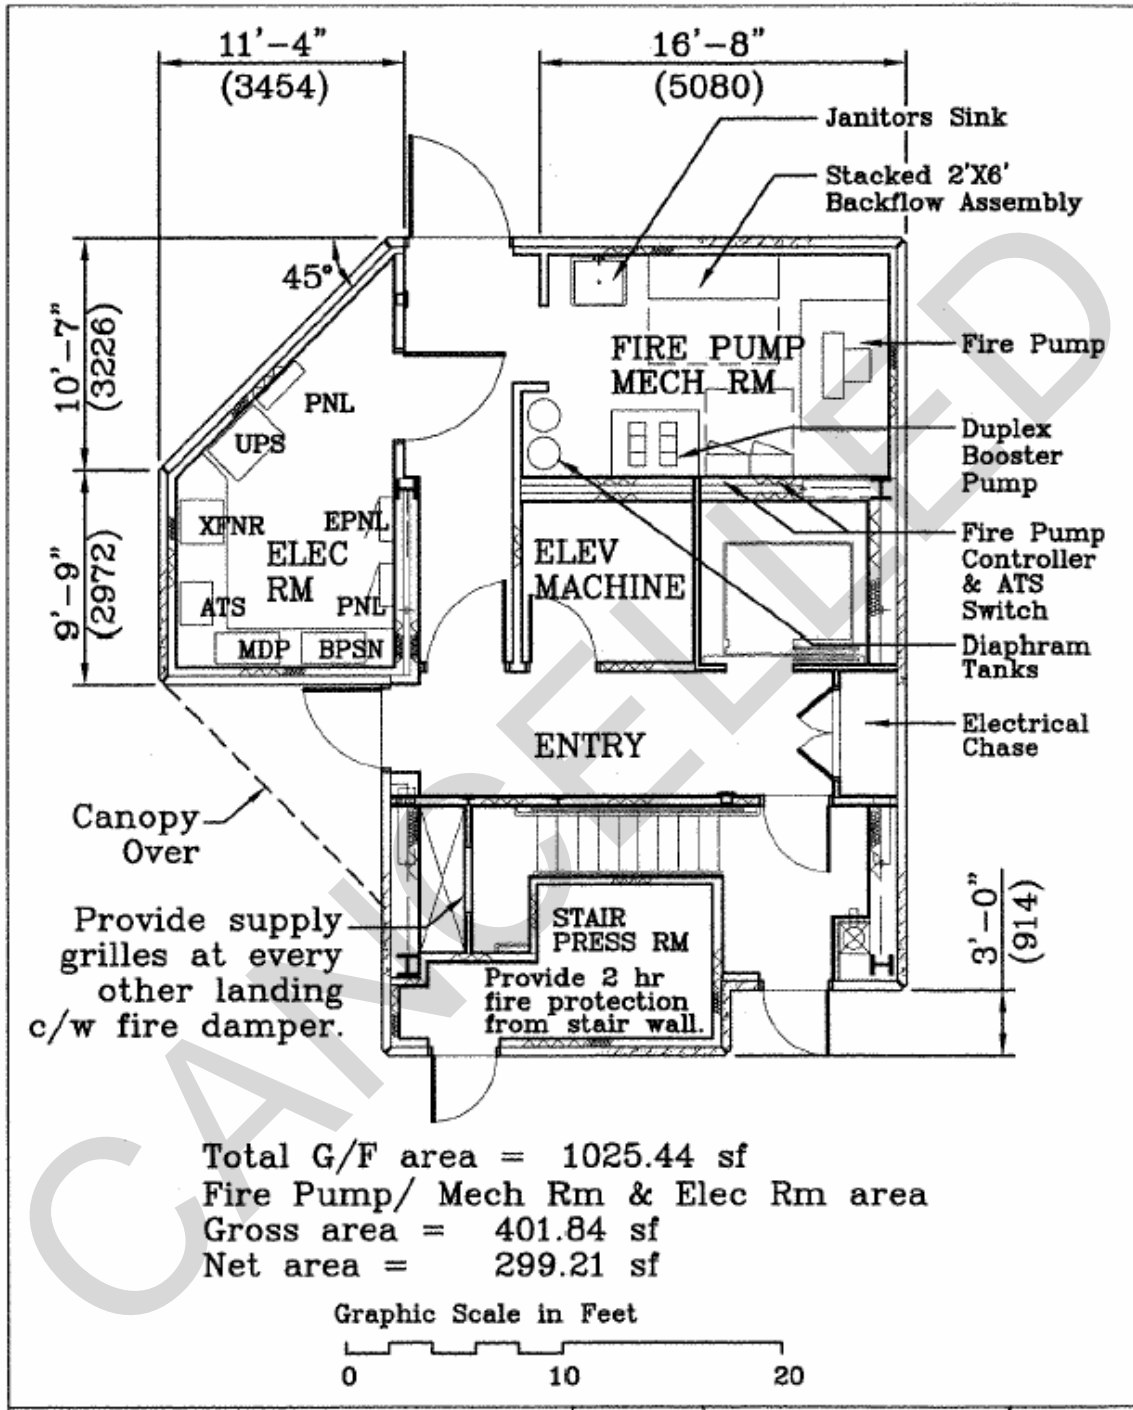 11'-4"
(3454)
16'-8"
(5080)
Janitors Sink
Stacked 2'X6'
Backflow Assembly
45°
10'-7"
(3226)
FIRE PUMP
MECH RM
Fire Pump
PNL
UPS
Duplex
Booster
Pump
XFNR
EPNL
ELEC
RM
ELEV
MACHINE
Fire Pump
Controller
& ATS
Switch
9'-9"
(2972)
ATS
PNL
MDP
BPSN
Diaphram
Tanks
ENTRY
Electrical
Chase
Canopy
Over
Provide supply
grilles at every
other landing
c/w fire damper.
STAIR
PRESS RM
Provide 2 hr
fire protection
from stair wall.
3'-0"
(914)
Total G/F area = 1025.44 sf
Fire Pump/ Mech Rm & Elec Rm area
Gross area = 401.84 sf
Net area = 299.21 sf
Graphic Scale in Feet
0 10 20
CANCELLED